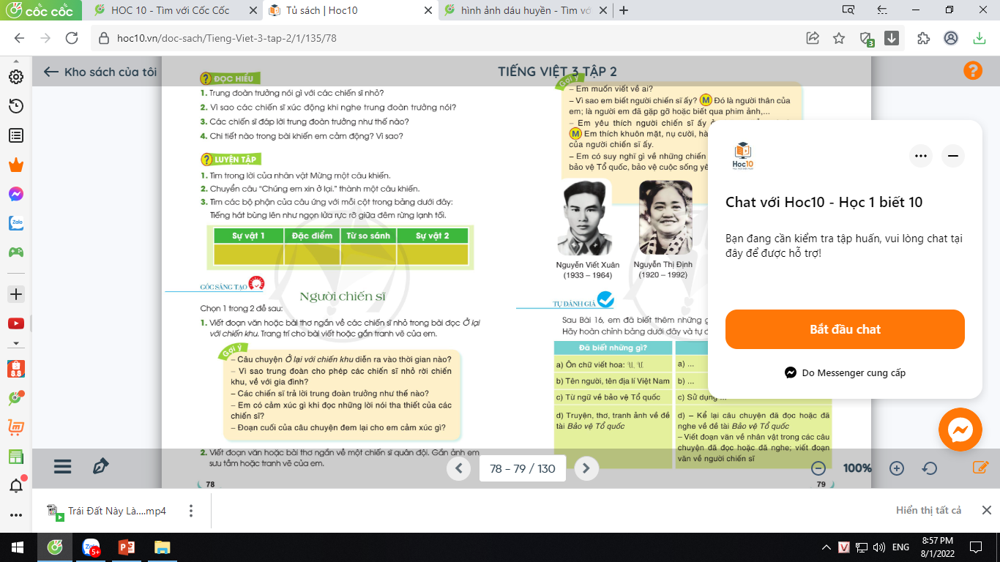 cốc cốc
HOC 10 - Tìm với Cốc Cốc
Tủ sách | Hoc10
hình ảnh dáu huyền - Tìm vớ
hoc10.vn/doc-sach/Tieng-Viet-3-tap-2/1/135/78
3
Kho sách của tôi
TIẾNG VIỆT 3 TẬP 2
ĐỌC HIỂU
1. Trung đoàn trưởng nói gì với các chiến sĩ nhỏ?
2. Vì sao các chiến sĩ xúc động khi nghe trung đoàn trưởng nói?
3. Các chiến sĩ đáp lời trung đoàn trưởng như thế nào?
4. Chi tiết nào trong bài khiến em cảm động? Vì sao?
LUYỆN TẬP
1. Tìm trong lời của nhân vật Mừng một câu khiến.
2. Chuyển câu “Chúng em xin ở lại.” thành một câu khiến.
3. Tìm các bộ phận của câu ứng với mỗi cột trong bảng dưới đây:
Tiếng hát bùng lên như ngọn lửa rực rỡ giữa đêm rừng lạnh tối.
Sự vật 1 Đặc điểm Từ so sánh Sự vật 2
GÓC SÁNG TẠO
Người chiến sĩ
Chọn 1 trong 2 đề sau:
1. Viết đoạn văn hoặc bài thơ ngắn về các chiến sĩ nhỏ trong bài đọc Ở lại
với chiến khu. Trang trí cho bài viết hoặc gắn tranh vẽ của em.
Gợi ý
– Câu chuyện Ở lại với chiến khu diễn ra vào thời gian nào?
– Vì sao trung đoàn cho phép các chiến sĩ nhỏ rời chiến
khu, về với gia đình?
– Các chiến sĩ trả lời trung đoàn trưởng như thế nào?
– Em có cảm xúc gì khi đọc những lời nói tha thiết của các
chiến sĩ?
– Đoạn cuối của câu chuyện đem lại cho em cảm xúc gì?
2. Viết đoạn văn hoặc bài thơ ngắn về một chiến sĩ quân đội. Gắn ảnh em
sưu tầm hoặc tranh vẽ của em.
78
Gợi ý
– Em muốn viết về ai?
– Vì sao em biết người chiến sĩ ấy? M Đó là người thân của
em; là người em đã gặp gỡ hoặc biết qua phim ảnh,...
– Em yêu thích người chiến sĩ ấy
M Em thích khuôn mặt, nụ cười, hà
của người chiến sĩ ấy.
– Em có suy nghĩ gì về những chiến
bảo vệ Tổ quốc, bảo vệ cuộc sống yê
Nguyễn Viết Xuân
(1933 – 1964)
Nguyễn Thị Định
(1920 – 1992)
TỰ ĐÁNH GIÁ
Sau Bài 16, em đã biết thêm những g
Hãy hoàn chỉnh bảng dưới đây và tự đ
Đã biết những gì?
a) Ôn chữ viết hoa: U, Ư
a) ...
b) Tên người, tên địa lí Việt Nam
b) ...
c) Từ ngữ về bảo vệ Tổ quốc
c) Sử dụng ...
d) Truyện, thơ, tranh ảnh về đề
tài Bảo vệ Tổ quốc
d) – Kể lại câu chuyện đã đọc hoặc đã
nghe về đề tài Bảo vệ Tổ quốc
– Viết đoạn văn về nhân vật trong các câu
chuyện đã đọc hoặc đã nghe; viết đoạn
văn về người chiến sĩ
79
Hoc10
Chat với Hoc10 - Học 1 biết 10
Bạn đang cần kiểm tra tập huấn, vui lòng chat tại
đây để được hỗ trợ!
Bắt đầu chat
Do Messenger cung cấp
78 - 79 / 130
100%
Zalo
8.8
Trái Đất Này Là....mp4
Hiển thị tất cả
Zalo
5+
ENG
8:57 PM
8/1/2022